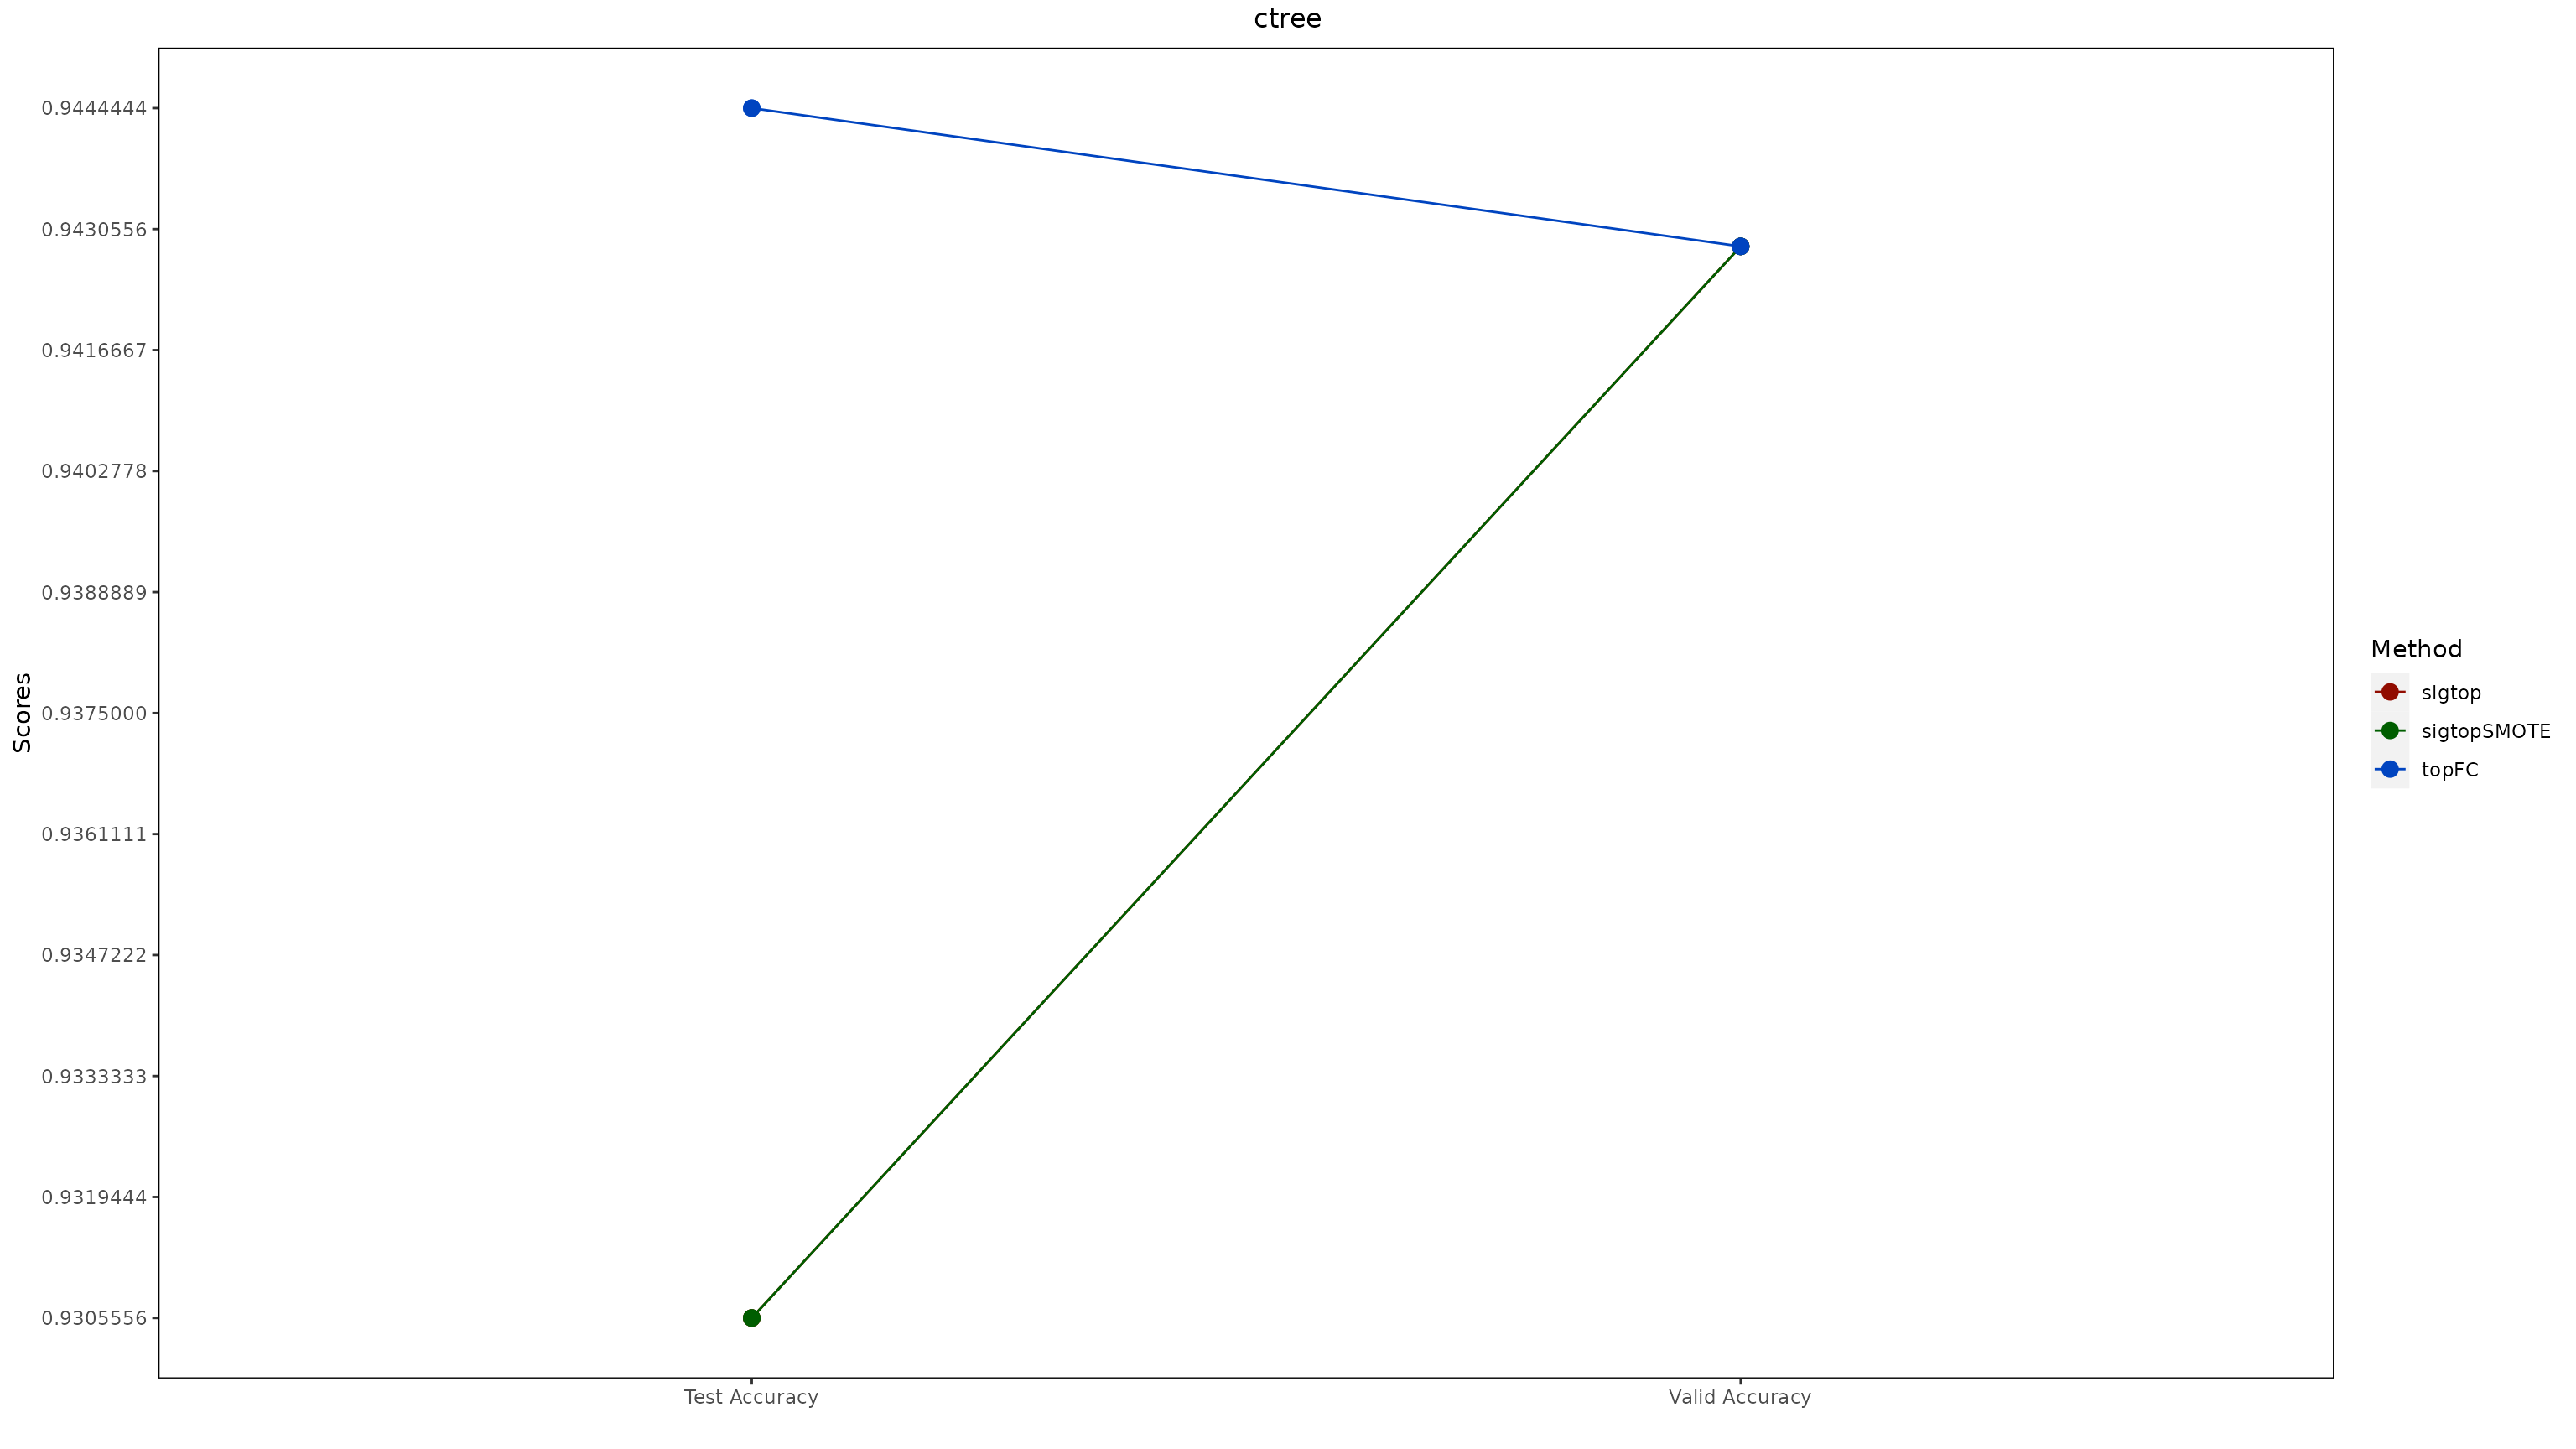 ctree
Scores
0.9444444
0.9430556
0.9416667
0.9402778
0.9388889
0.9375000
0.9361111
0.9347222
0.9333333
0.9319444
0.9305556
Test Accuracy
Valid Accuracy
Method
sigtop
sigtopSMOTE
topFC